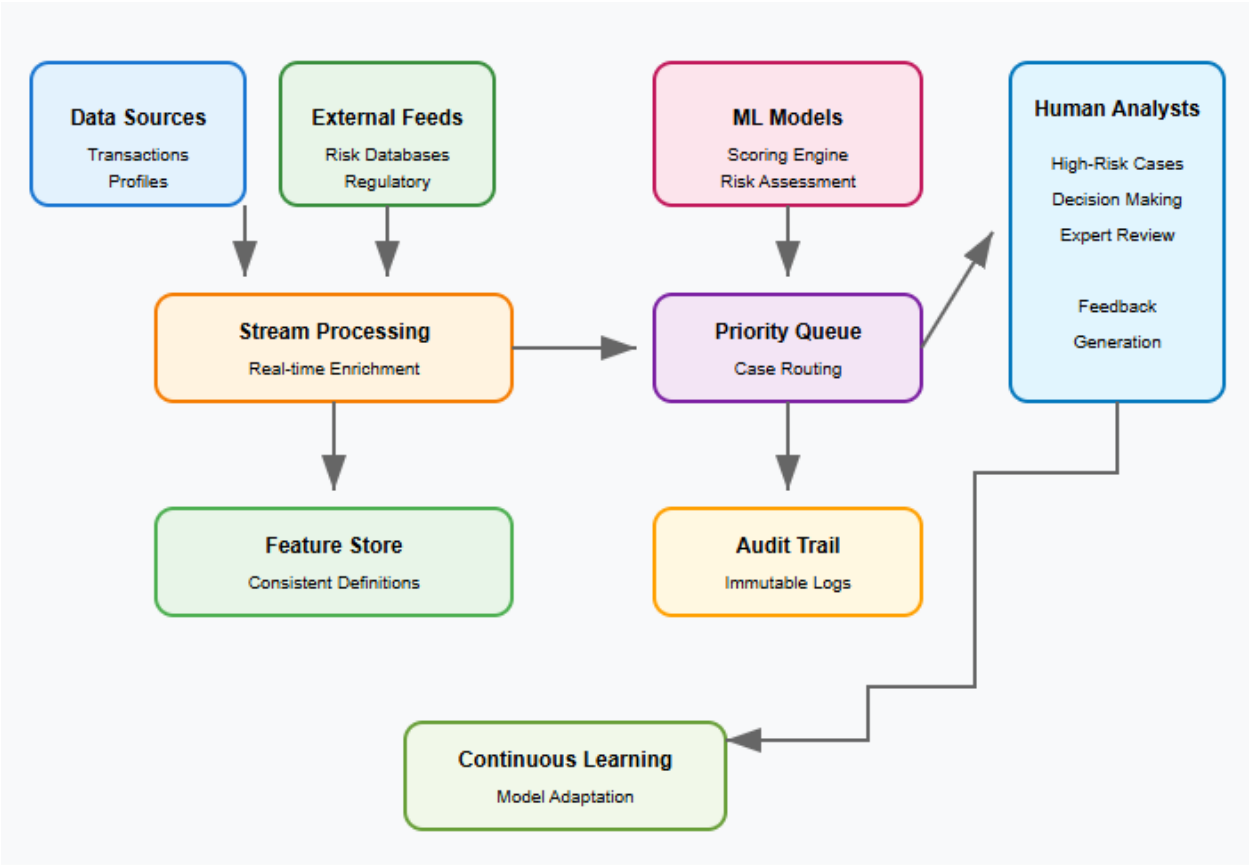 Data Sources
Transactions
Profiles
External Feeds
Risk Databases
Regulatory
ML Models
Scoring Engine
Risk Assessment
Human Analysts
High-Risk Cases
Decision Making
Expert Review
Feedback
Generation
Stream Processing
Real-time Enrichment
Priority Queue
Case Routing
Feature Store
Consistent Definitions
Audit Trail
Immutable Logs
Continuous Learning
Model Adaptation